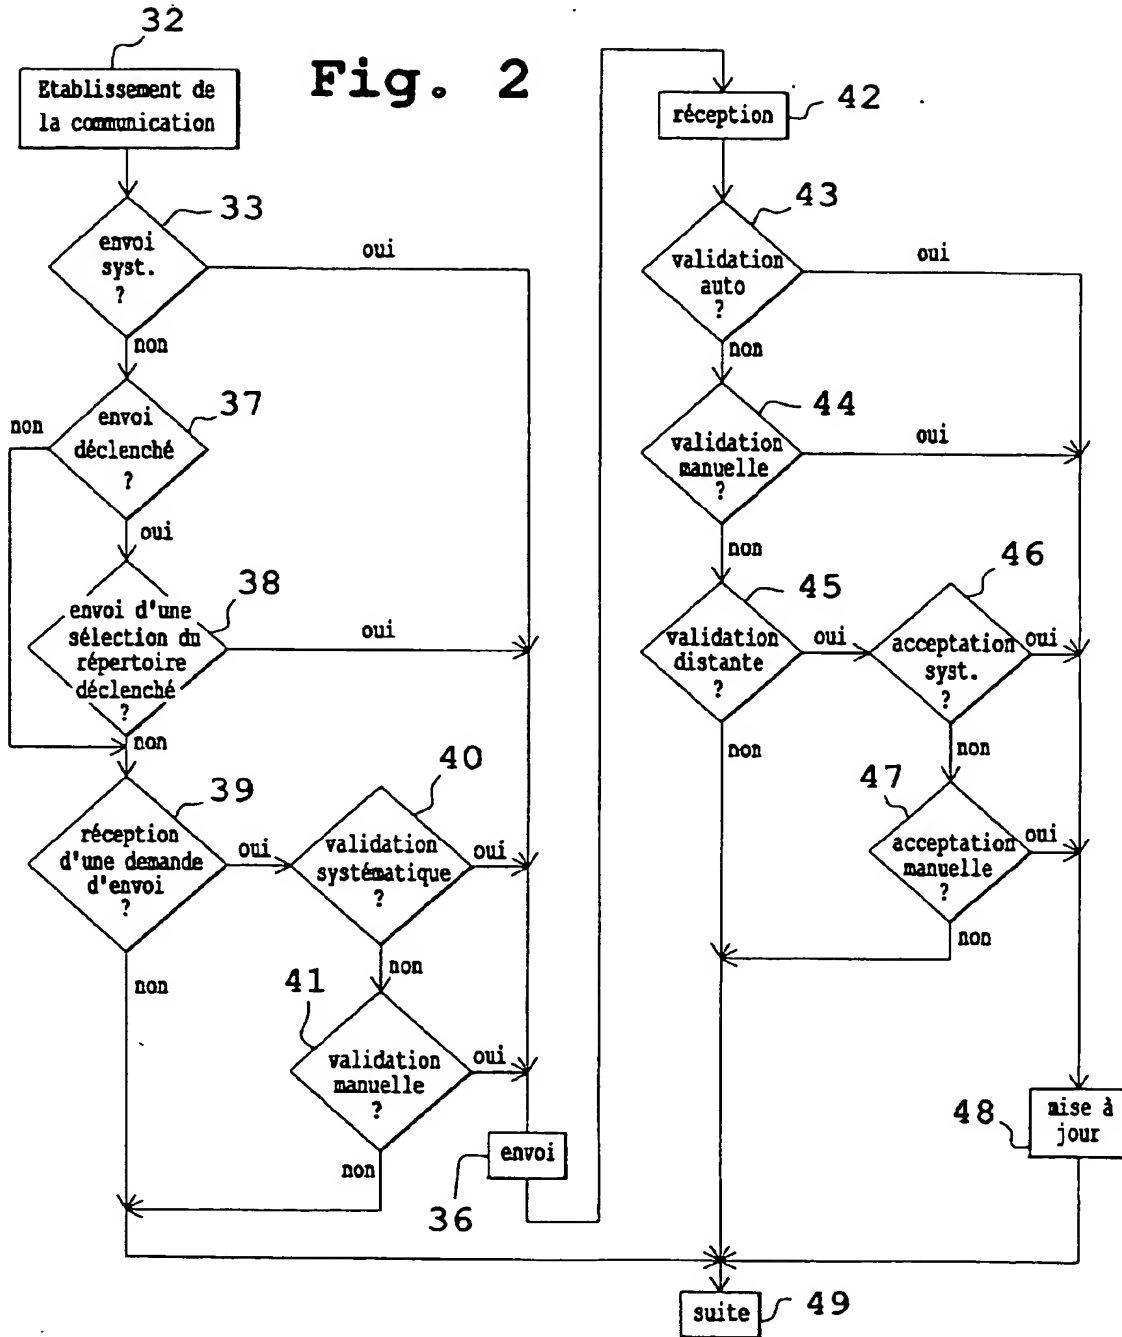 Fig. 2
32
Etablissement de
la communication
33
envoi
syst.
?
oui
non
37
envoi
déclenché
?
non
oui
38
envoi d'une
sélection du
répertoire
déclenché
?
oui
non
39
réception
d'une demande
d'envoi
?
oui
non
40
validation
systématique
?
oui
non
41
validation
manuelle
?
oui
non
envoi
36
réception
42
43
validation
auto
?
oui
non
44
validation
manuelle
?
oui
non
45
validation
distante
?
oui
non
46
acceptation
syst.
?
oui
non
47
acceptation
manuelle
?
oui
non
48
mise à
jour
suite
49